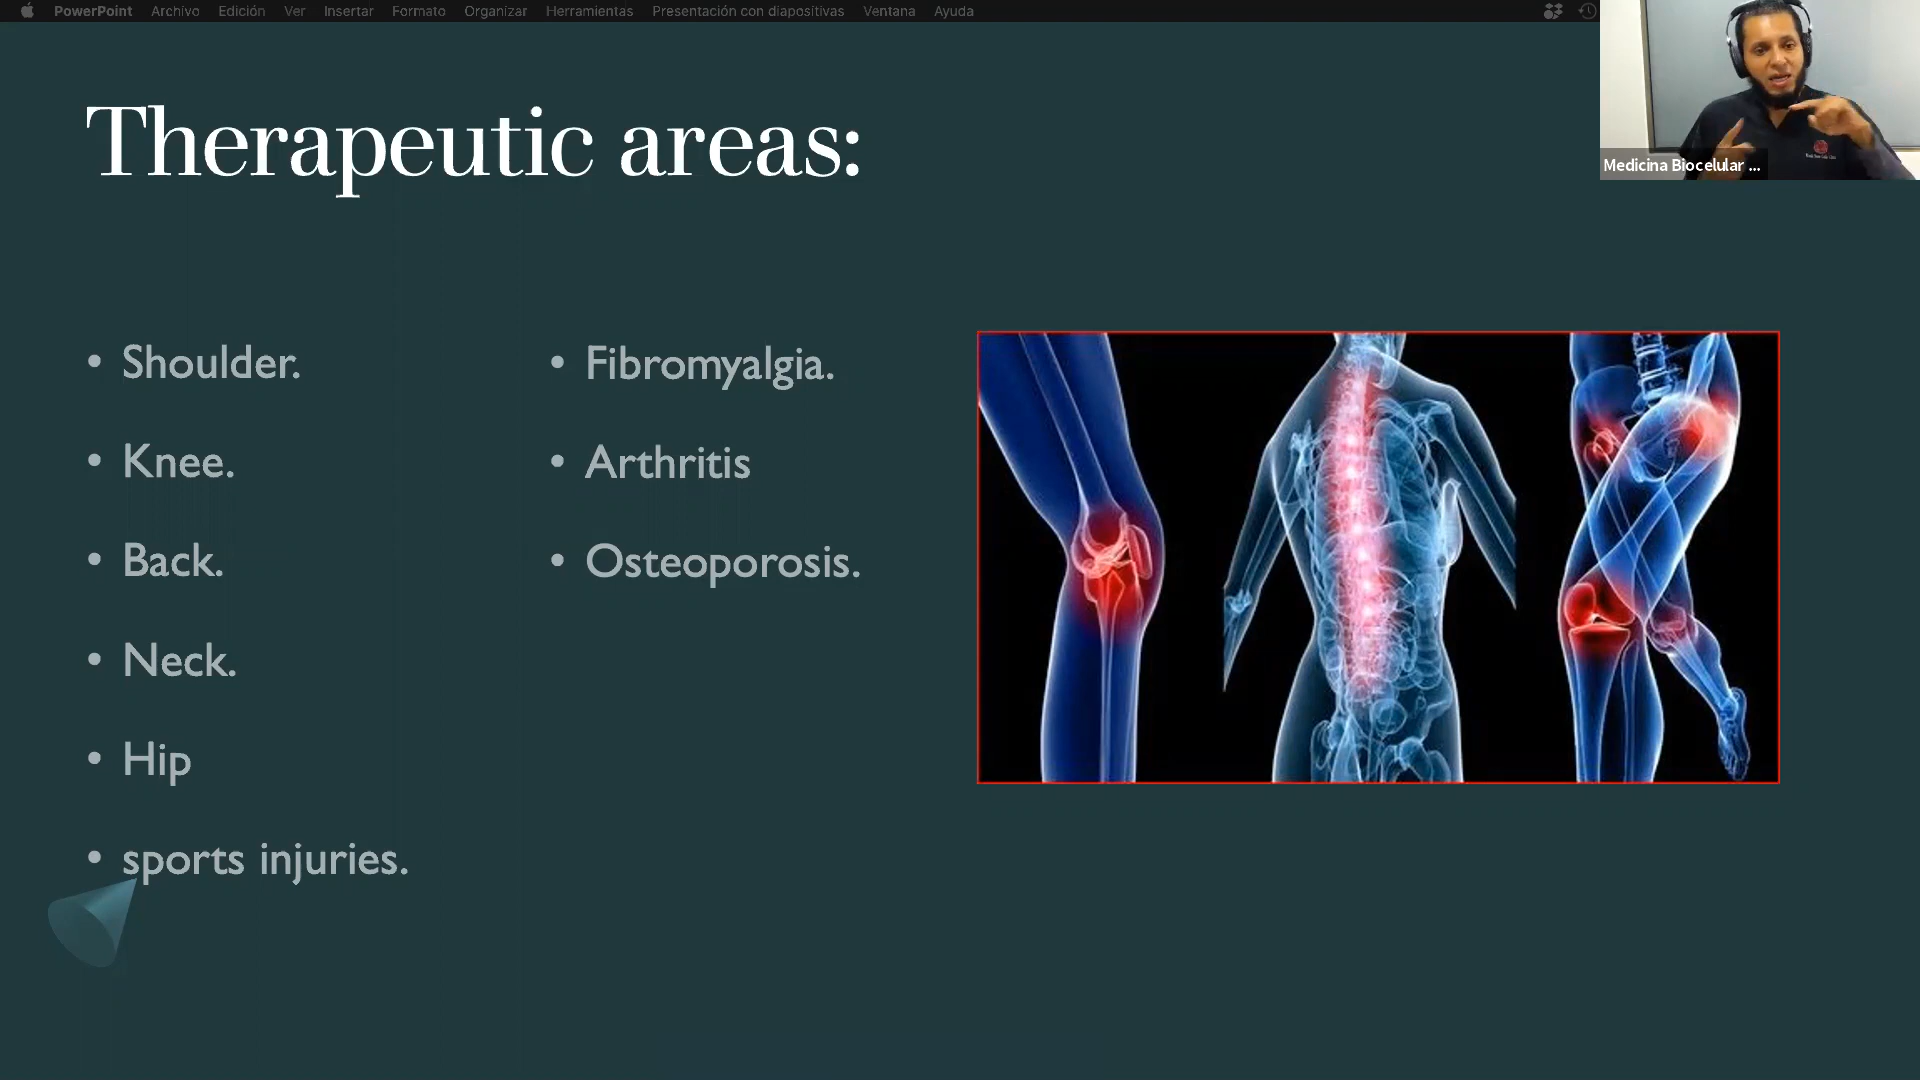 PowerPoint Archivo Edición Ver Insertar Formato Organizar Herramientas Presentación con diapositivas Ventana Ayuda
Medicina Biocelular ...
Therapeutic areas:
• Shoulder.
• Knee.
• Back.
• Neck.
• Hip
• sports injuries.
• Fibromyalgia.
• Arthritis
• Osteoporosis.